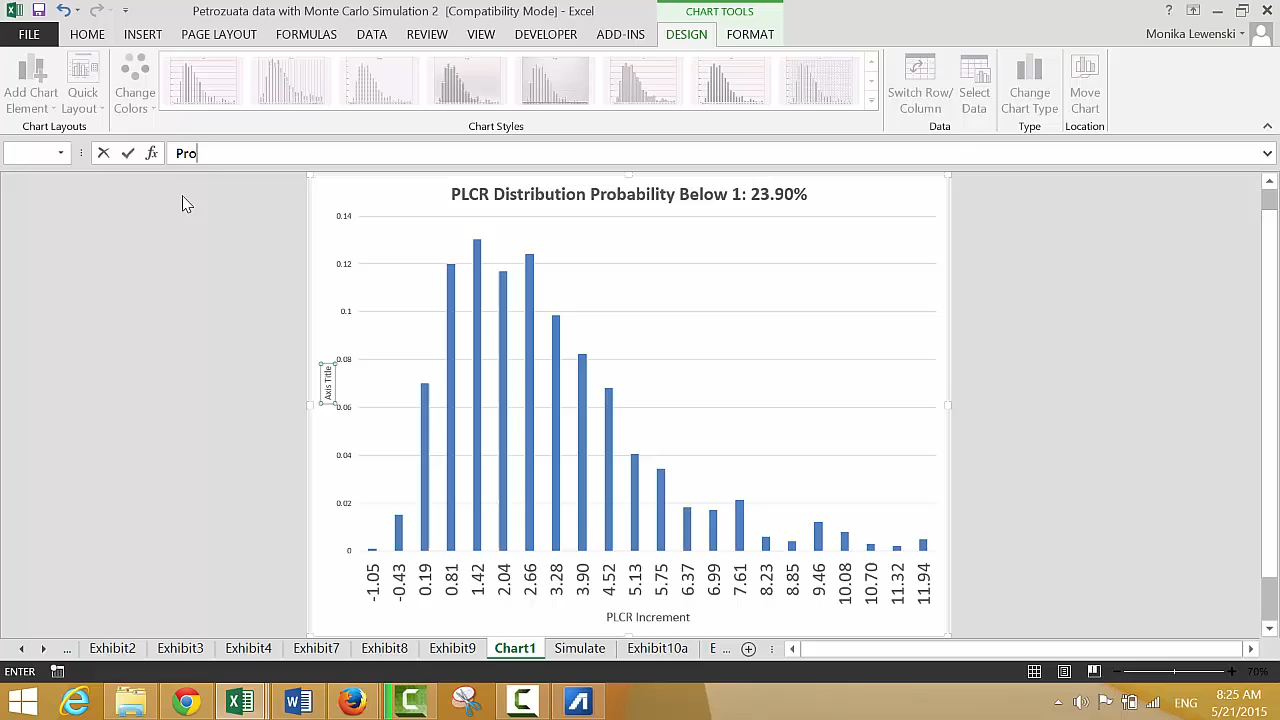 Petrozuata data with Monte Carlo Simulation 2 [Compatibility Mode] - Excel
CHART TOOLS
?
FILE HOME INSERT PAGE LAYOUT FORMULAS DATA REVIEW VIEW DEVELOPER ADD-INS DESIGN FORMAT Monika Lewenski
Add Chart Element
Quick Layout
Change Colors
Switch Row/ Column
Select Data
Change Chart Type
Move Chart
Chart Layouts Chart Styles Data Type Location
fx Pro
PLCR Distribution Probability Below 1: 23.90%
0.14
0.12
0.1
0.08
0.06
0.04
0.02
0
Axis Title
-1.05 -0.43 0.19 0.81 1.42 2.04 2.66 3.28 3.90 4.52 5.13 5.75 6.37 6.99 7.61 8.23 8.85 9.46 10.08 10.70 11.32 11.94
PLCR Increment
... Exhibit2 Exhibit3 Exhibit4 Exhibit7 Exhibit8 Exhibit9 Chart1 Simulate Exhibit10a E ...
ENTER 70%
ENG
8:25 AM
5/21/2015